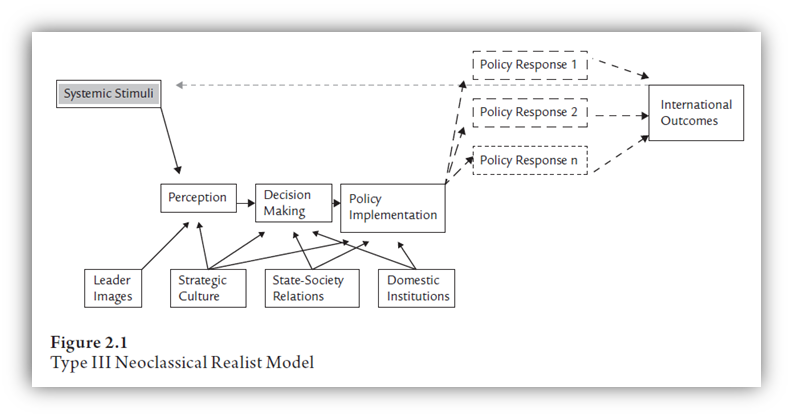 Policy Response 1
Systemic Stimuli
International
Outcomes
Policy Response 2
Policy Response n
Perception
Decision
Making
Policy
Implementation
Leader
Images
Strategic
Culture
State-Society
Relations
Domestic
Institutions
Figure 2.1
Type III Neoclassical Realist Model